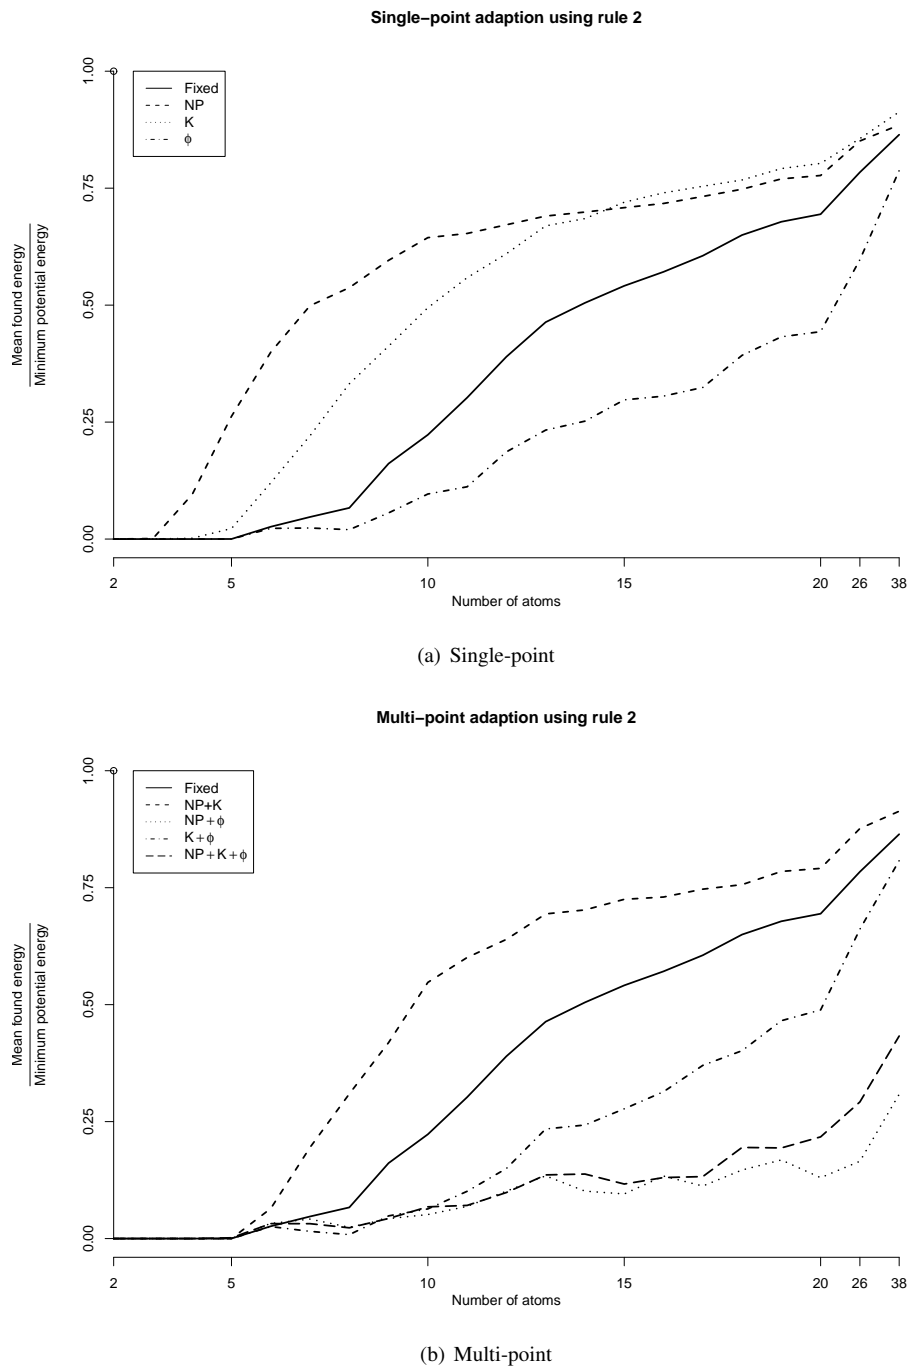 Single−point adaption using rule 2
Fixed
NP
K
ϕ
1.00
0.75
0.50
0.25
0.00
Mean found energy
Minimum potential energy
2 5 10 15 20 26 38
Number of atoms
(a) Single-point
Multi−point adaption using rule 2
Fixed
NP+K
NP+ϕ
K+ϕ
NP+K+ϕ
1.00
0.75
0.50
0.25
0.00
Mean found energy
Minimum potential energy
2 5 10 15 20 26 38
Number of atoms
(b) Multi-point